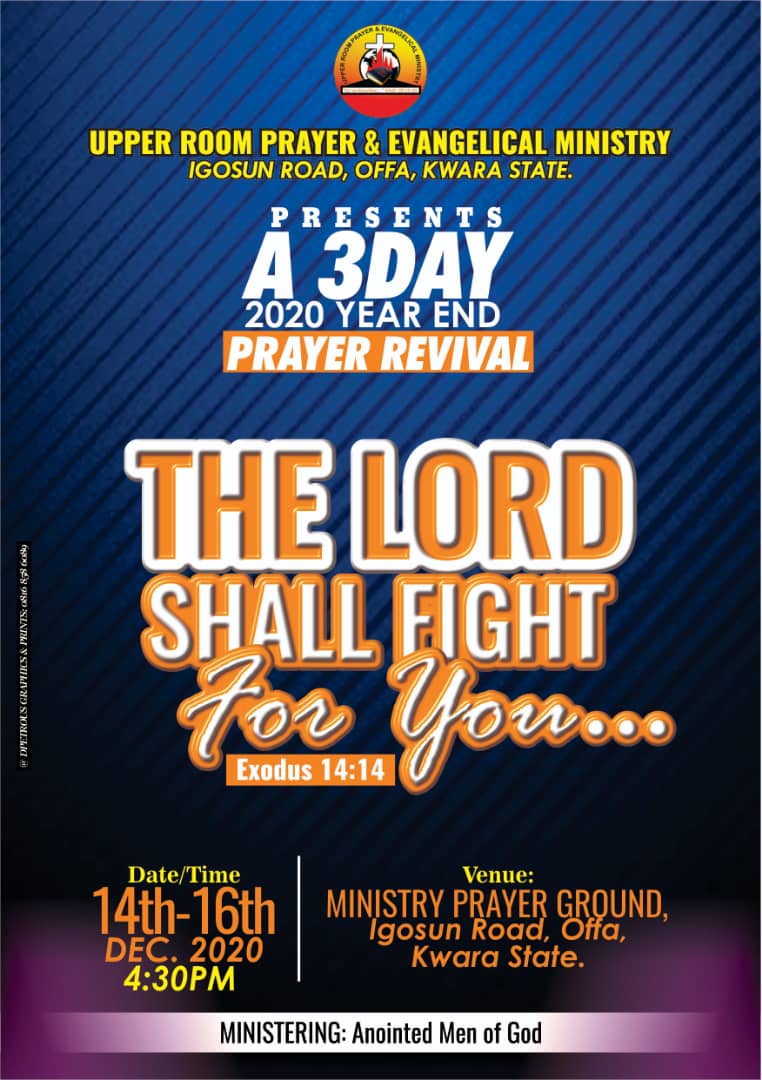 UPPER ROOM PRAYER & EVANGELICAL MINISTRY
UPPER ROOM PRAYER & EVANGELICAL MINISTRY
IGOSUN ROAD, OFFA, KWARA STATE.
PRESENTS
A 3DAY
2020 YEAR END
PRAYER REVIVAL
THE LORD
SHALL FIGHT
For You...
Exodus 14:14
@ DPETROUS GRAPHICS & PRINTS: 0816 858 6089
Date/Time
14th-16th
DEC. 2020
4:30PM
Venue:
MINISTRY PRAYER GROUND,
Igosun Road, Offa,
Kwara State.
MINISTERING: Anointed Men of God